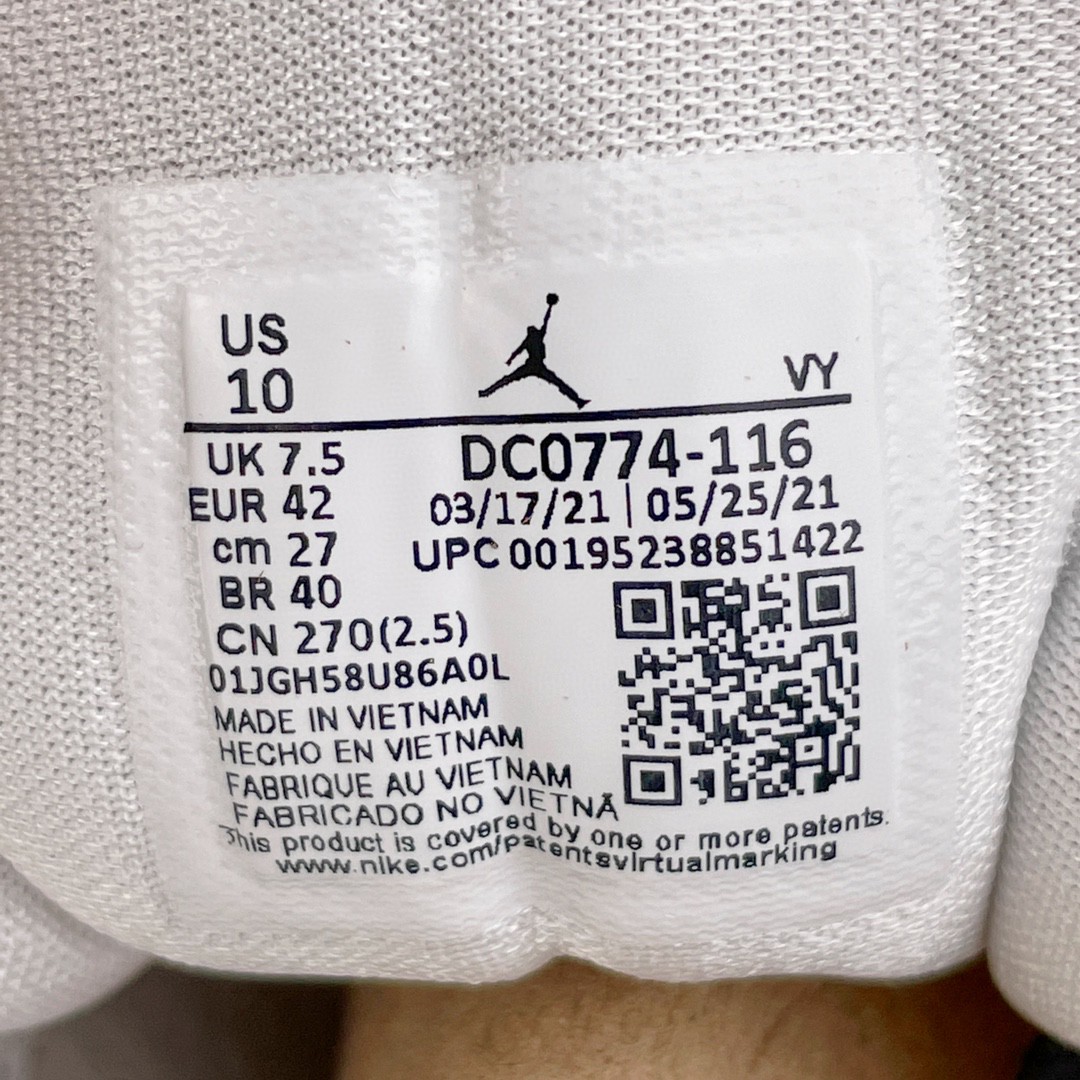 US
10
VY
UK 7.5
DC0774-116
EUR 42
03/17/21 | 05/25/21
cm 27
UPC 00195238851422
BR 40
CN 270(2.5)
01JGH58U86A0L
MADE IN VIETNAM
HECHO EN VIETNAM
FABRIQUE AU VIETNAM
FABRICADO NO VIETNÃ
This product is covered by one or more patents.
www.nike.com/patentsvirtualmarking